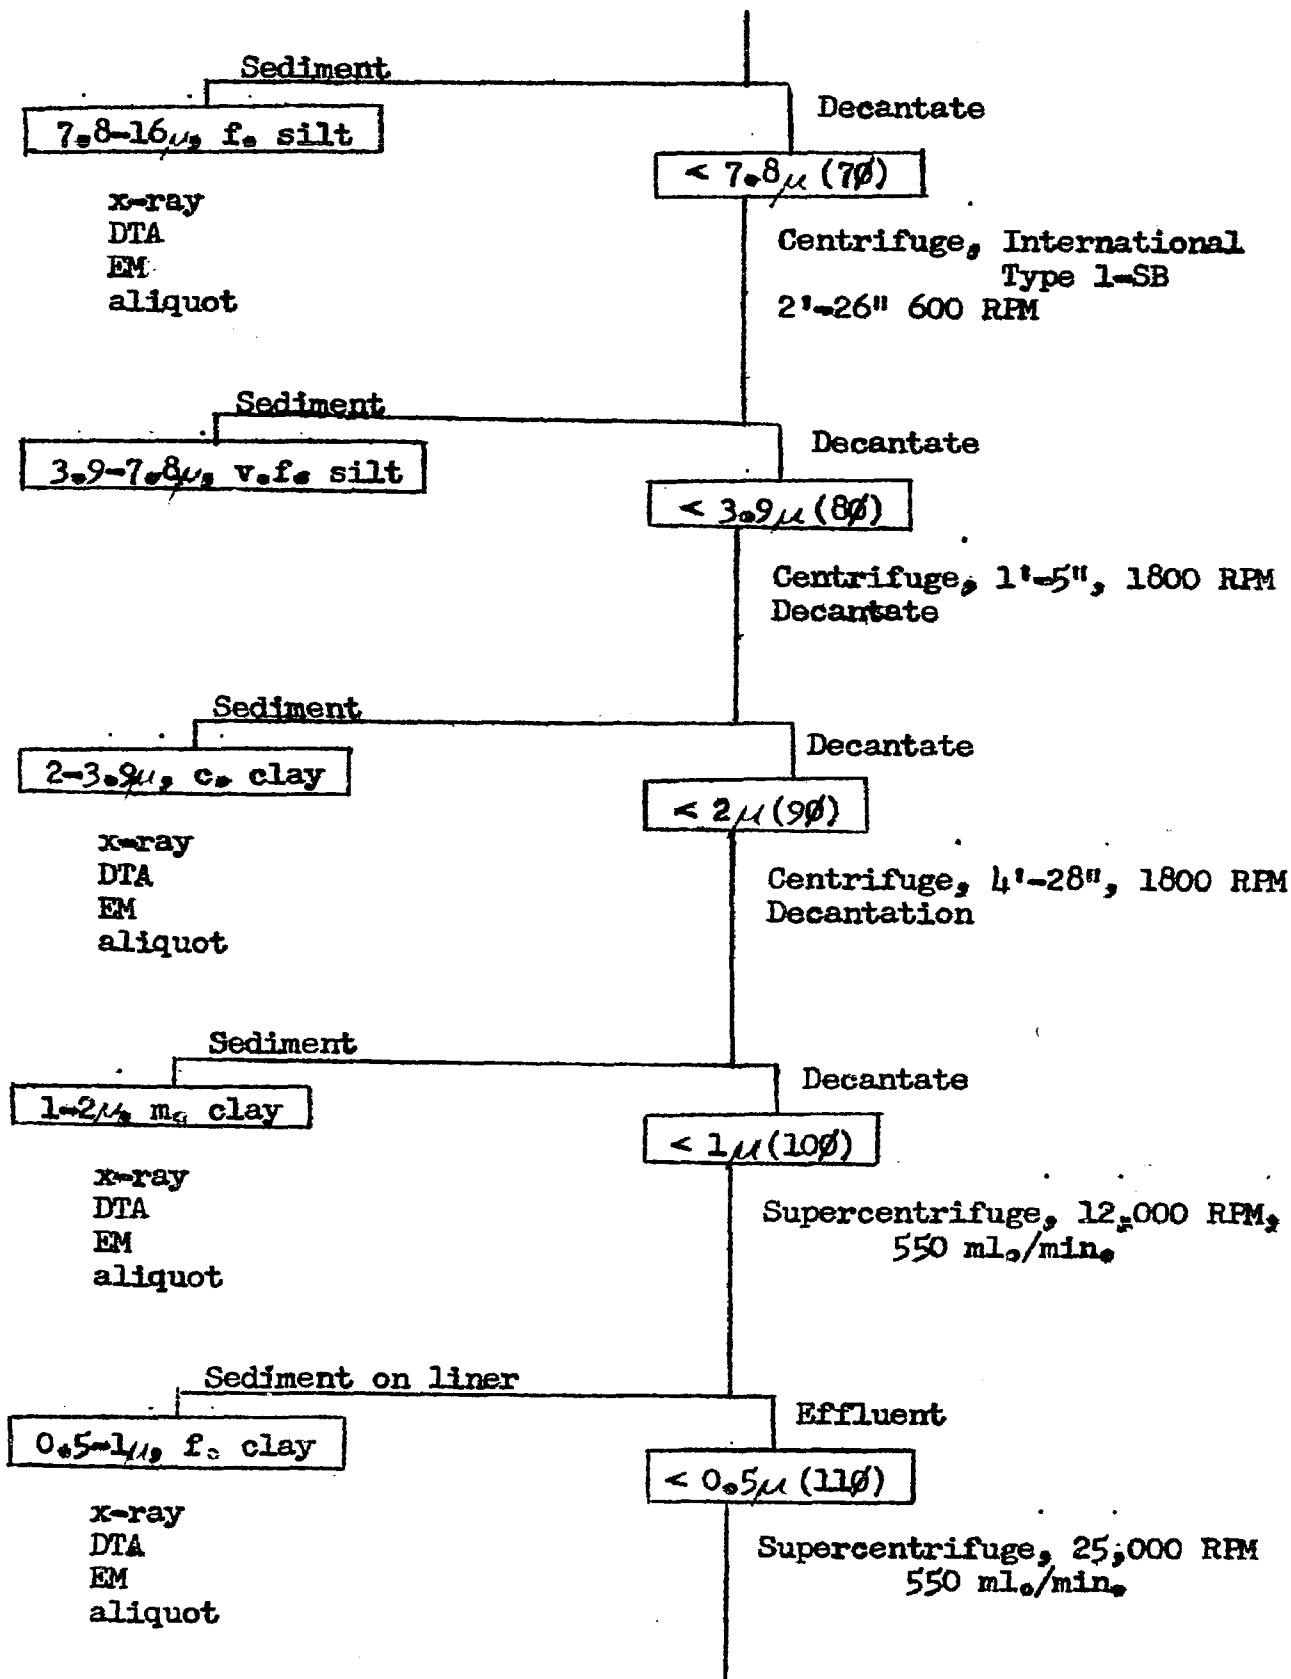 Sediment
Decantate
7.8-16μ, f. silt
< 7.8μ (7ø)
x-ray
DTA
EM
aliquot
Centrifuge, International
Type 1-SB
2'-26" 600 RPM
Sediment
Decantate
3.9-7.8μ, v.f. silt
< 3.9μ (8ø)
Centrifuge, 1'-5", 1800 RPM
Decantate
Sediment
Decantate
2-3.9μ, c. clay
< 2μ (9ø)
x-ray
DTA
EM
aliquot
Centrifuge, 4'-28", 1800 RPM
Decantation
Sediment
Decantate
1-2μ, m. clay
< 1μ (10ø)
x-ray
DTA
EM
aliquot
Supercentrifuge, 12,000 RPM,
550 ml./min.
Sediment on liner
Effluent
0.5-1μ, f. clay
< 0.5μ (11ø)
x-ray
DTA
EM
aliquot
Supercentrifuge, 25,000 RPM
550 ml./min.